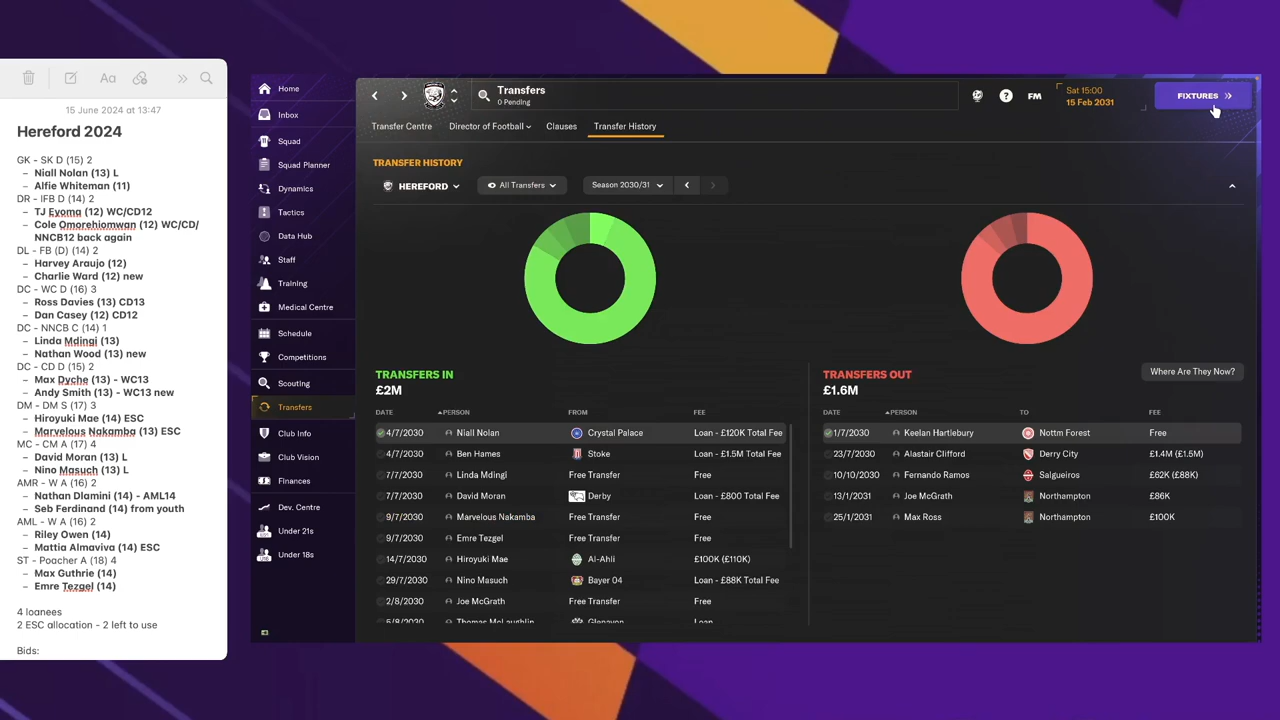 15 June 2024 at 13:47
Hereford 2024
GK - SK D (15) 2
– Niall Nolan (13) L
– Alfie Whiteman (11)
DR - IFB D (14) 2
– TJ Eyoma (12) WC/CD12
– Cole Omorehiomwan (12) WC/CD/
NNCB12 back again
DL - FB (D) (14) 2
– Harvey Araujo (12)
– Charlie Ward (12) new
DC - WC D (16) 3
– Ross Davies (13) CD13
– Dan Casey (12) CD12
DC - NNCB C (14) 1
– Linda Mdingi (13)
– Nathan Wood (13) new
DC - CD D (15) 2
– Max Dyche (13) - WC13
– Andy Smith (13) - WC13 new
DM - DM S (17) 3
– Hiroyuki Mae (14) ESC
– Marvelous Nakamba (13) ESC
MC - CM A (17) 4
– David Moran (13) L
– Nino Masuch (13) L
AMR - W A (16) 2
– Nathan Dlamini (14) - AML14
– Seb Ferdinand (14) from youth
AML - W A (16) 2
– Riley Owen (14)
– Mattia Almaviva (14) ESC
ST - Poacher A (18) 4
– Max Guthrie (14)
– Emre Tezgel (14)
4 loanees
2 ESC allocation - 2 left to use
Bids:
Home
Inbox
Squad
Squad Planner
Dynamics
Tactics
Data Hub
Staff
Training
Medical Centre
Schedule
Competitions
Scouting
Transfers
Club Info
Club Vision
Finances
Dev. Centre
Under 21s
Under 18s
Transfers
0 Pending
FM
Sat 15:00
15 Feb 2031
FIXTURES
Transfer Centre Director of Football Clauses Transfer History
TRANSFER HISTORY
HEREFORD All Transfers Season 2030/31
TRANSFERS IN
£2M
DATE PERSON FROM FEE
4/7/2030 Niall Nolan Crystal Palace Loan - £120K Total Fee
4/7/2030 Ben Hames Stoke Loan - £1.5M Total Fee
7/7/2030 Linda Mdingi Free Transfer Free
7/7/2030 David Moran Derby Loan - £800 Total Fee
9/7/2030 Marvelous Nakamba Free Transfer Free
9/7/2030 Emre Tezgel Free Transfer Free
14/7/2030 Hiroyuki Mae Al-Ahli £100K (£110K)
29/7/2030 Nino Masuch Bayer 04 Loan - £88K Total Fee
2/8/2030 Joe McGrath Free Transfer Free
5/8/2030 Thomas McLaughlin Glenavon Loan
TRANSFERS OUT
£1.6M
Where Are They Now?
DATE PERSON TO FEE
1/7/2030 Keelan Hartlebury Nottm Forest Free
23/7/2030 Alastair Clifford Derry City £1.4M (£1.5M)
10/10/2030 Fernando Ramos Salgueiros £62K (£88K)
13/1/2031 Joe McGrath Northampton £86K
25/1/2031 Max Ross Northampton £100K